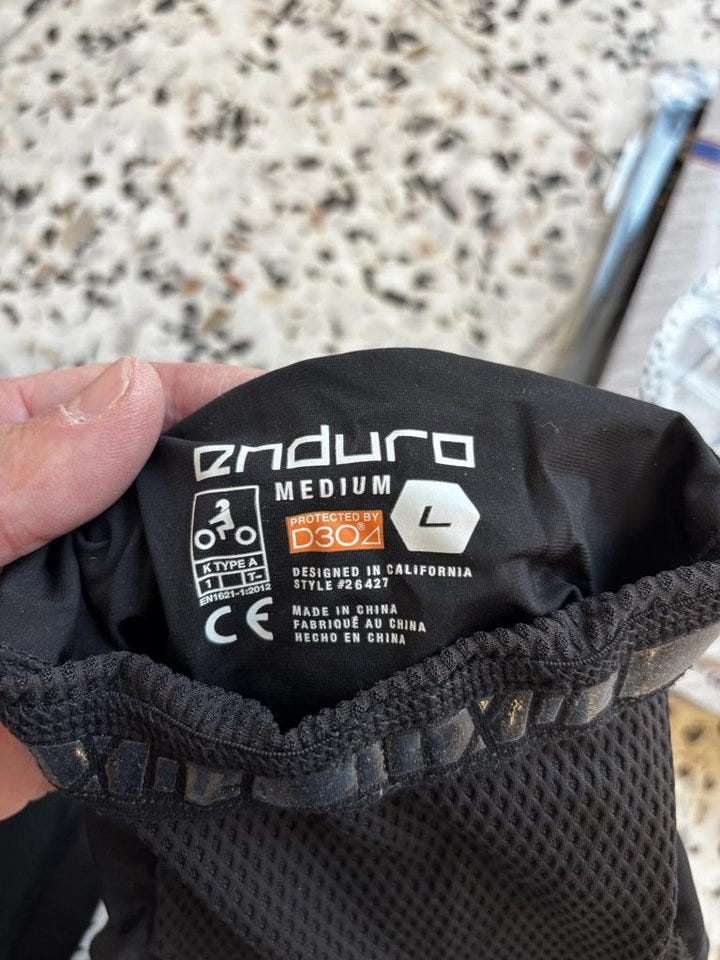 enduro
MEDIUM
L
PROTECTED BY
D3O®
DESIGNED IN CALIFORNIA
STYLE #26427
K TYPE A
1 T-
EN1621-1:2012
CE
MADE IN CHINA
FABRIQUÉ AU CHINA
HECHO EN CHINA